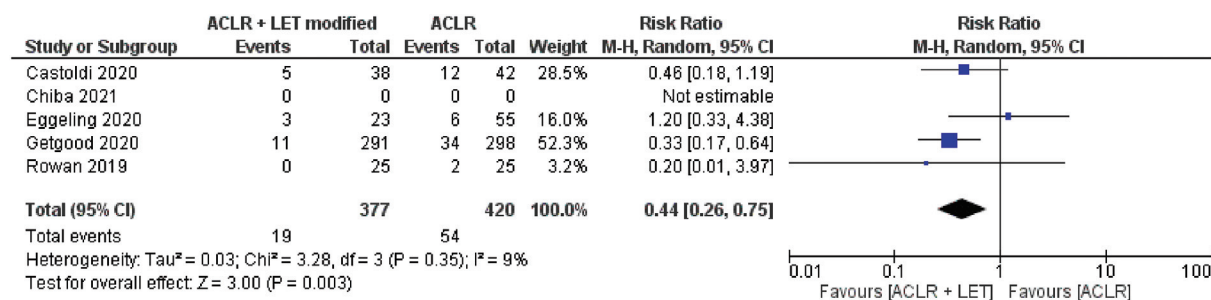 ACLR + LET modified ACLR Risk Ratio Risk Ratio
Study or Subgroup Events Total Events Total Weight M-H, Random, 95% CI M-H, Random, 95% CI
Castoldi 2020 5 38 12 42 28.5% 0.46 [0.18, 1.19]
Chiba 2021 0 0 0 0 Not estimable
Eggeling 2020 3 23 6 55 16.0% 1.20 [0.33, 4.38]
Getgood 2020 11 291 34 298 52.3% 0.33 [0.17, 0.64]
Rowan 2019 0 25 2 25 3.2% 0.20 [0.01, 3.97]
Total (95% CI) 377 420 100.0% 0.44 [0.26, 0.75]
Total events 19 54
Heterogeneity: Tau² = 0.03; Chi² = 3.28, df = 3 (P = 0.35); I² = 9%
Test for overall effect: Z = 3.00 (P = 0.003)
0.01 0.1 1 10 100
Favours [ACLR + LET] Favours [ACLR]